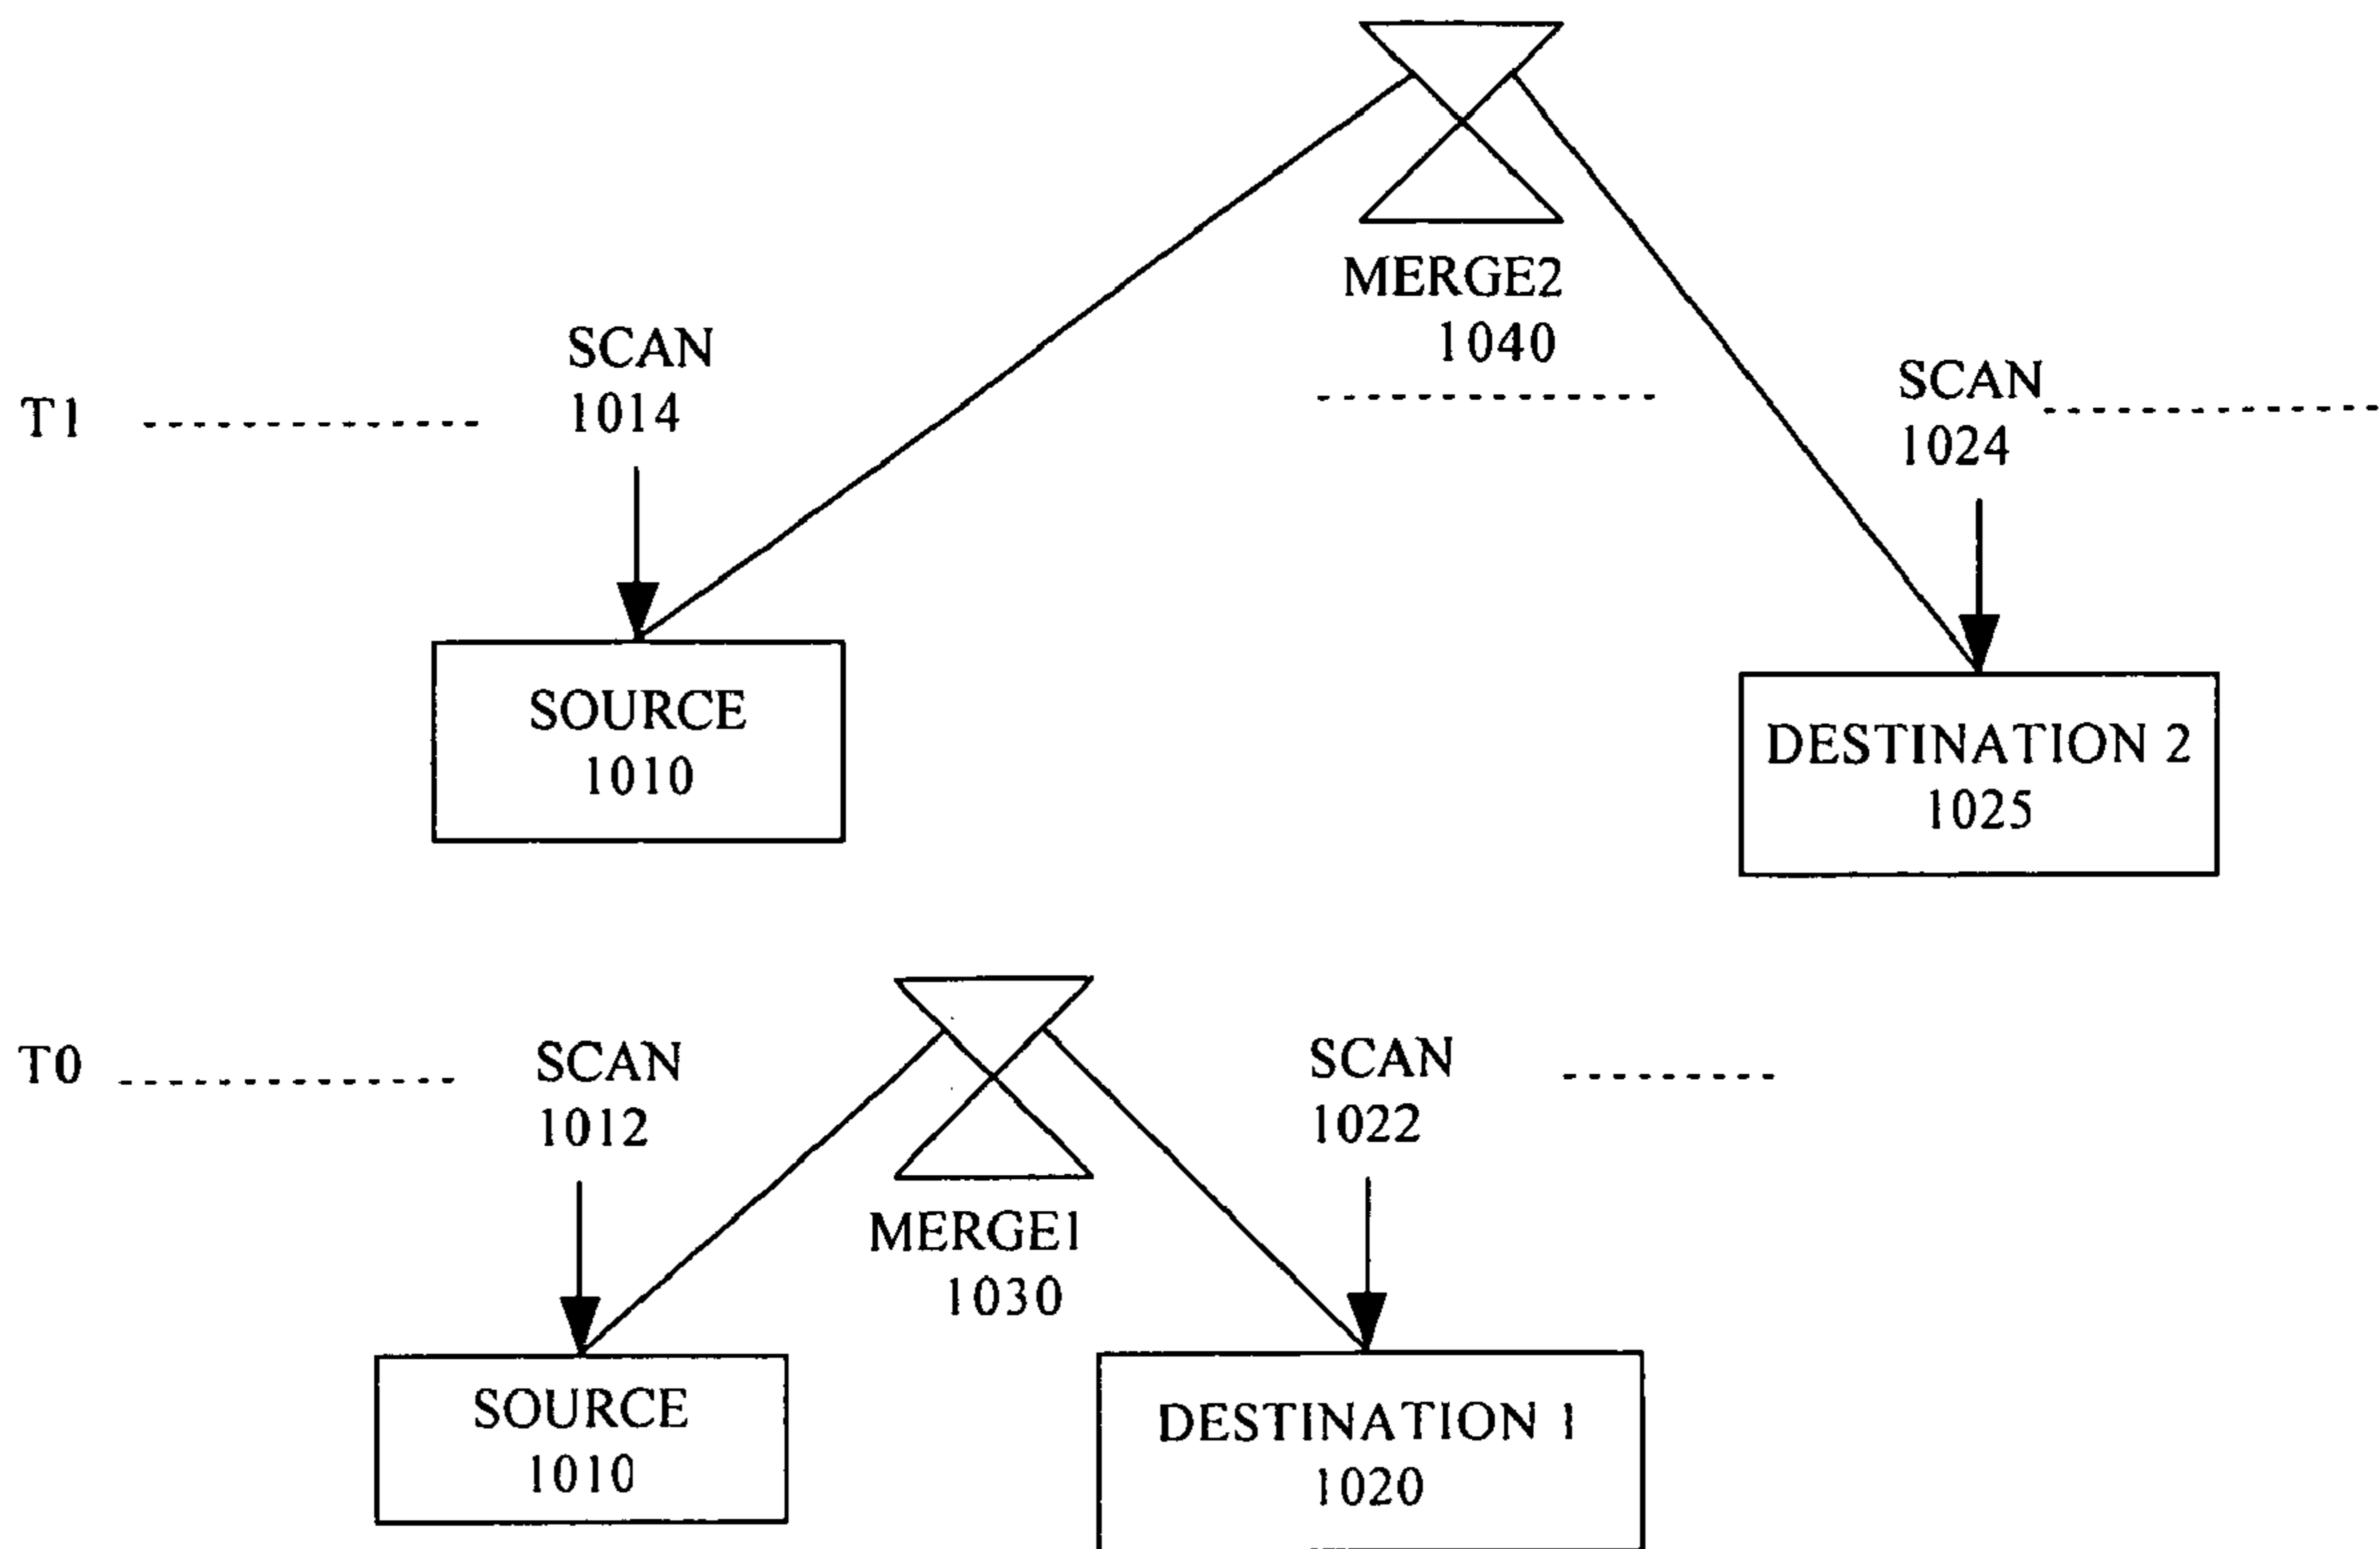 MERGE2
1040
SCAN
1014
T1
SCAN
1024
SOURCE
1010
DESTINATION 2
1025
T0
SCAN
1012
SCAN
1022
MERGE1
1030
SOURCE
1010
DESTINATION 1
1020